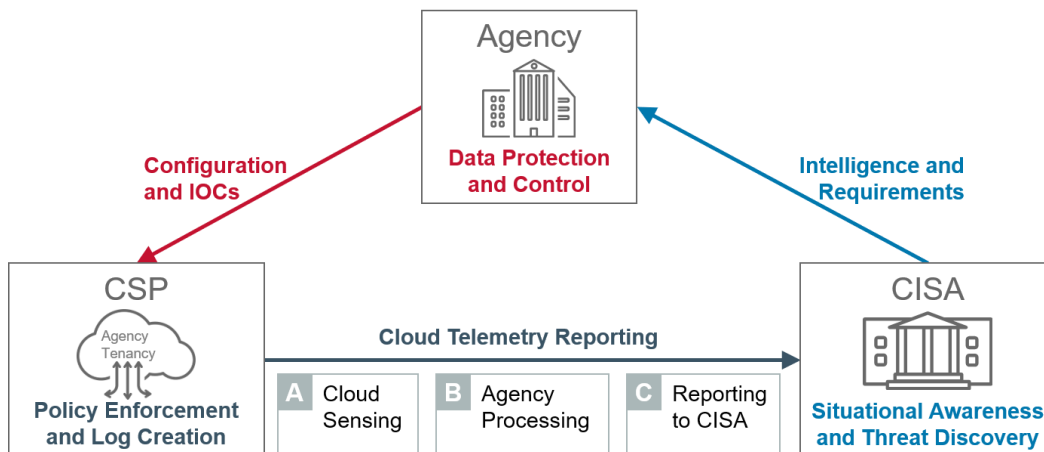 Agency
Data Protection
and Control
Configuration
and IOCs
Intelligence and
Requirements
CSP
Agency
Tenancy
Policy Enforcement
and Log Creation
Cloud Telemetry Reporting
A
Cloud
Sensing
B
Agency
Processing
C
Reporting
to CISA
CISA
Situational Awareness
and Threat Discovery